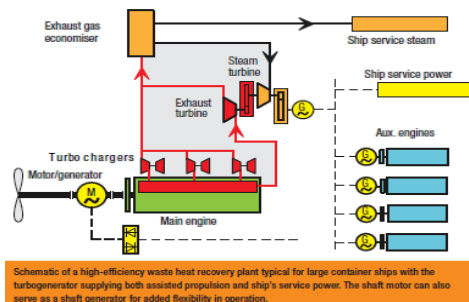 Exhaust gas
economiser
Ship service steam
Steam
turbine
Ship service power
Exhaust
turbine
G
Aux. engines
Turbo chargers
Motor/generator
G
M
G
Main engine
G
G
Schematic of a high-efficiency waste heat recovery plant typical for large container ships with the
turbogenerator supplying both assisted propulsion and ship's service power. The shaft motor can also
serve as a shaft generator for added flexibility in operation.